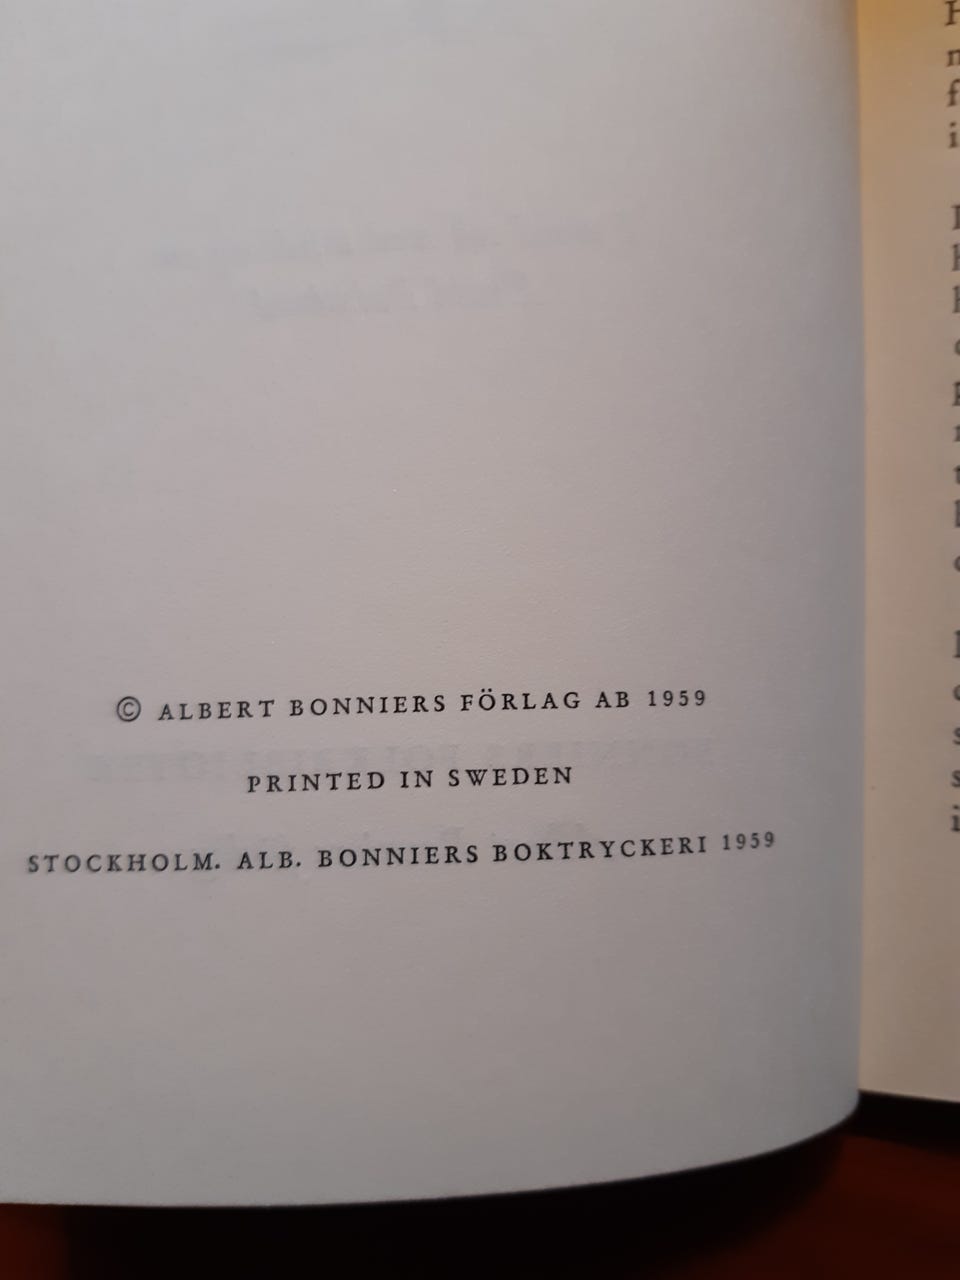 © ALBERT BONNIERS FÖRLAG AB 1959
PRINTED IN SWEDEN
STOCKHOLM. ALB. BONNIERS BOKTRYCKERI 1959